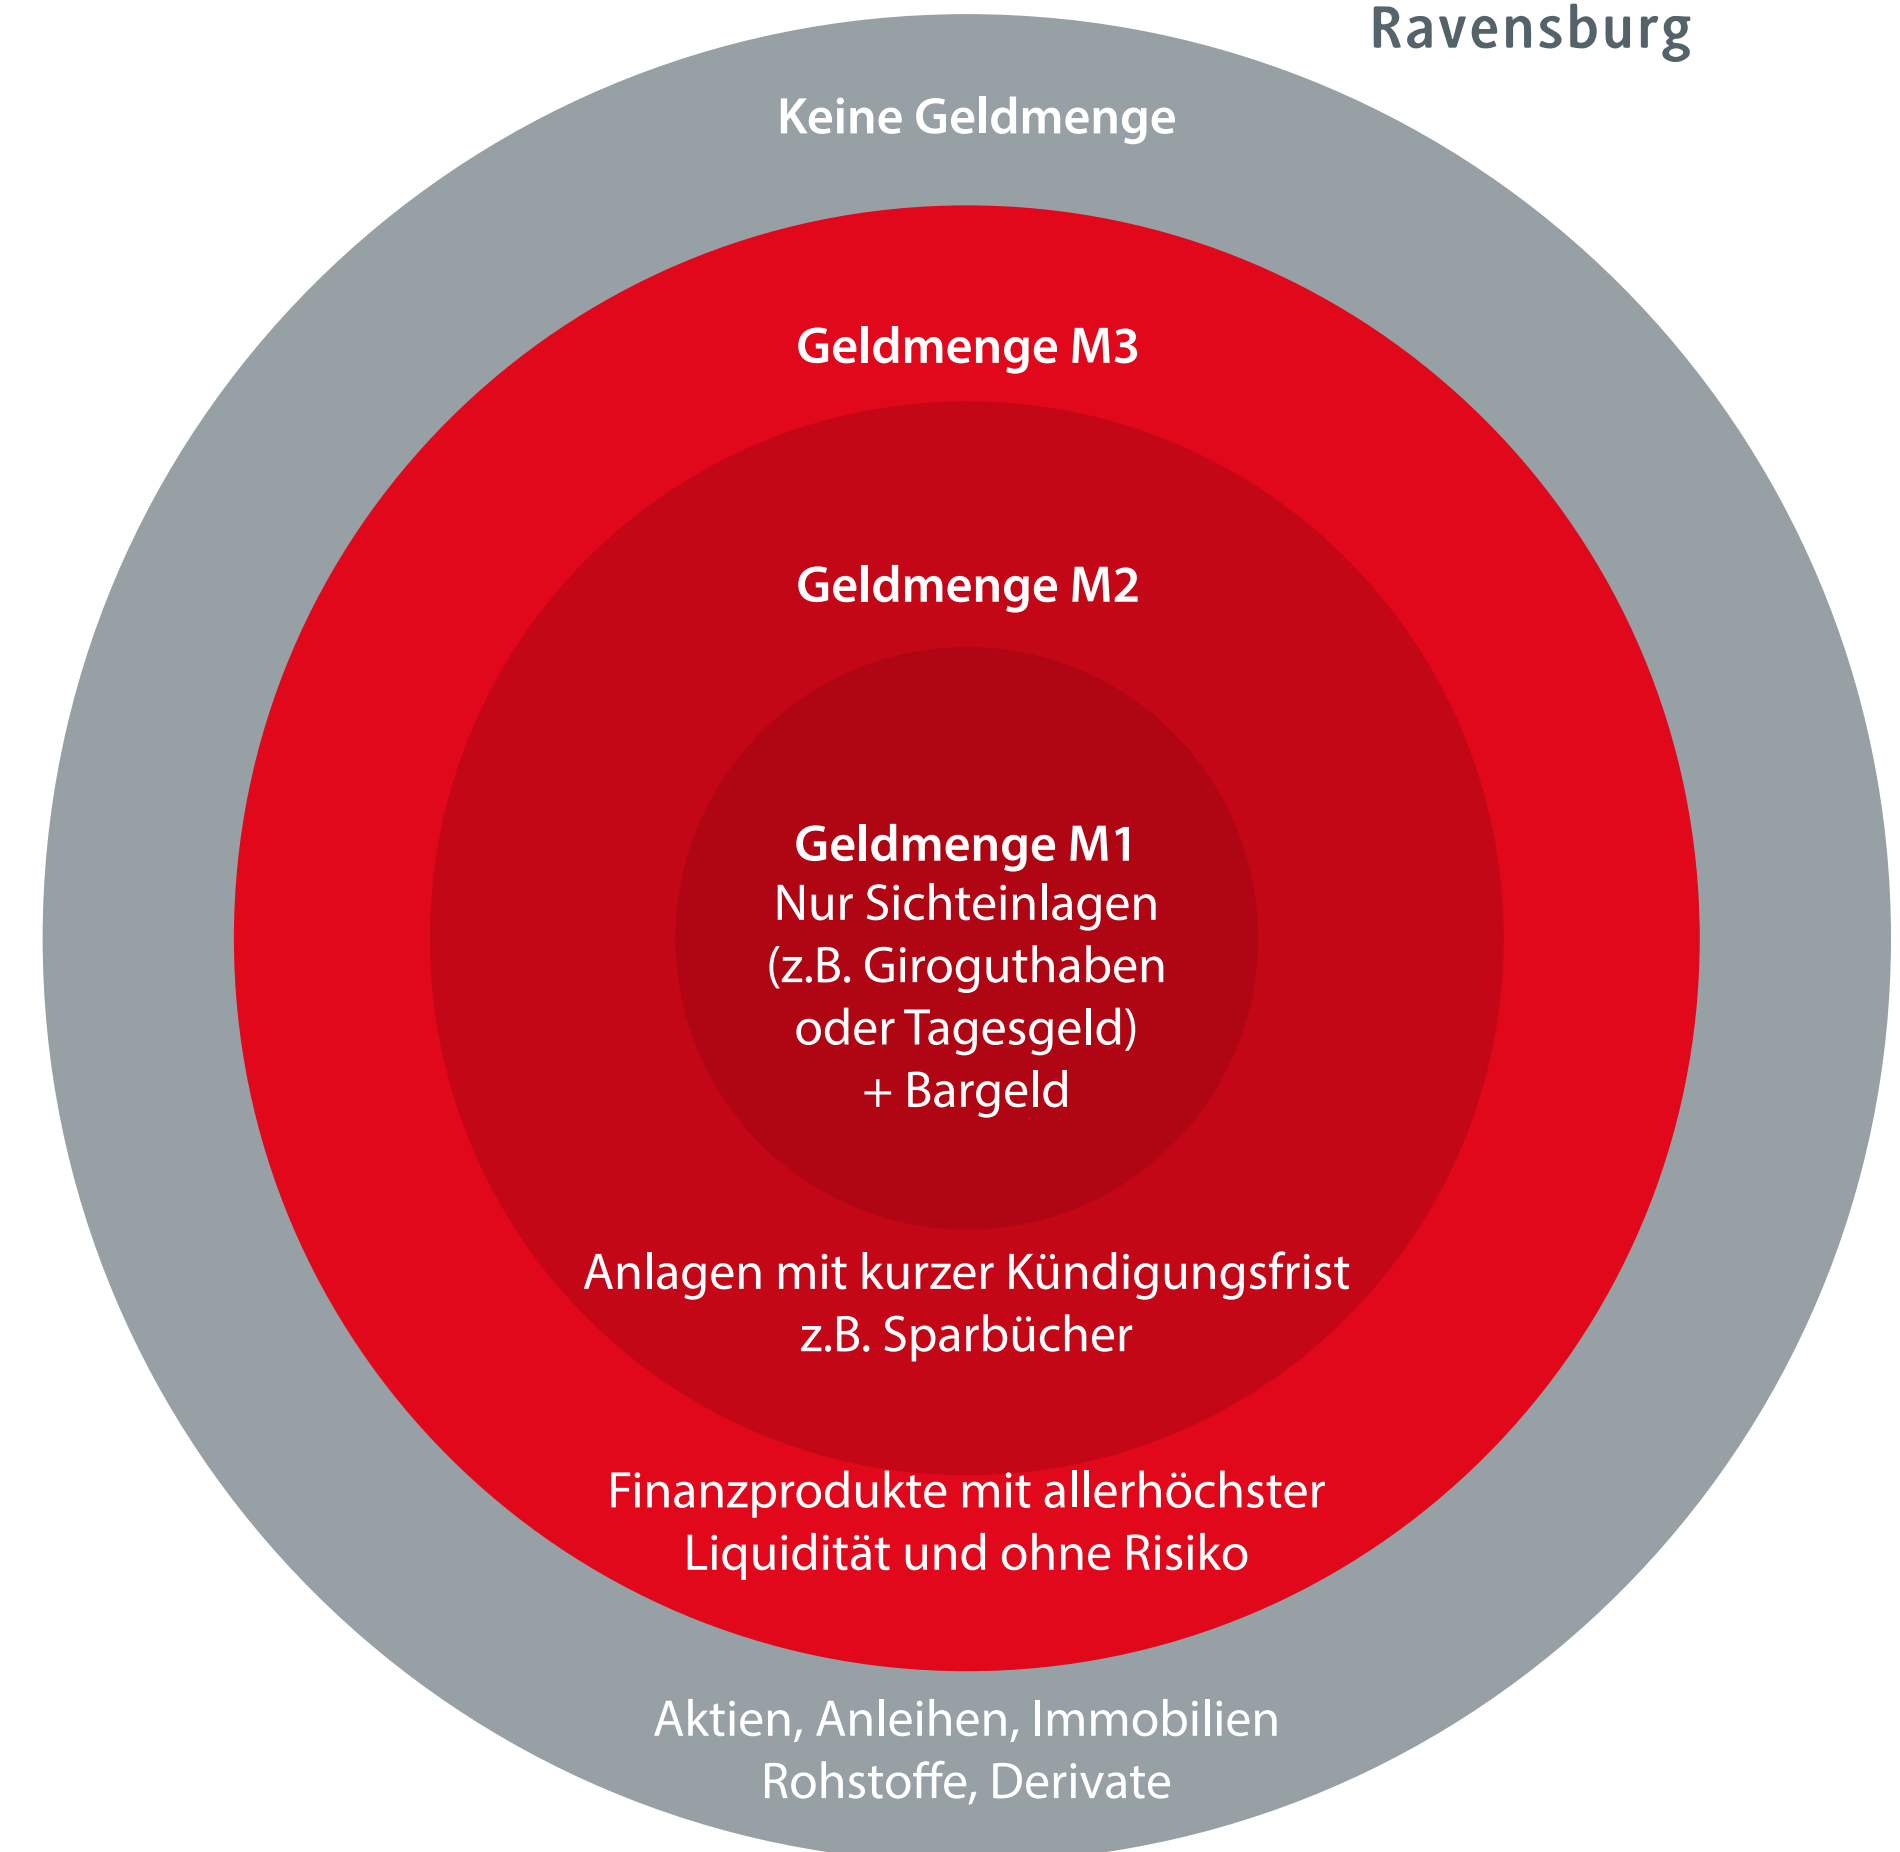 Ravensburg
Keine Geldmenge
Geldmenge M3
Geldmenge M2
Geldmenge M1
Nur Sichteinlagen
(z.B. Giroguthaben
oder Tagesgeld)
+ Bargeld
Anlagen mit kurzer Kündigungsfrist
z.B. Sparbücher
Finanzprodukte mit allerhöchster
Liquidität und ohne Risiko
Aktien, Anleihen, Immobilien
Rohstoffe, Derivate